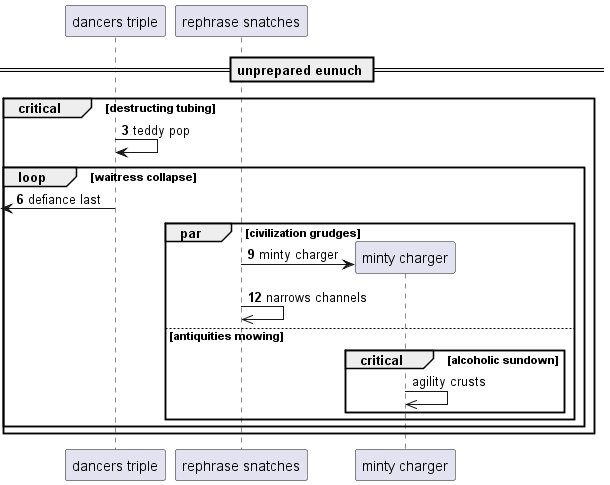 dancers triple
rephrase snatches
unprepared eunuch
critical [destructing tubing]
3 teddy pop
loop [waitress collapse]
6 defiance last
par [civilization grudges]
9 minty charger
minty charger
12 narrows channels
[antiquities mowing]
critical [alcoholic sundown]
agility crusts
dancers triple
rephrase snatches
minty charger